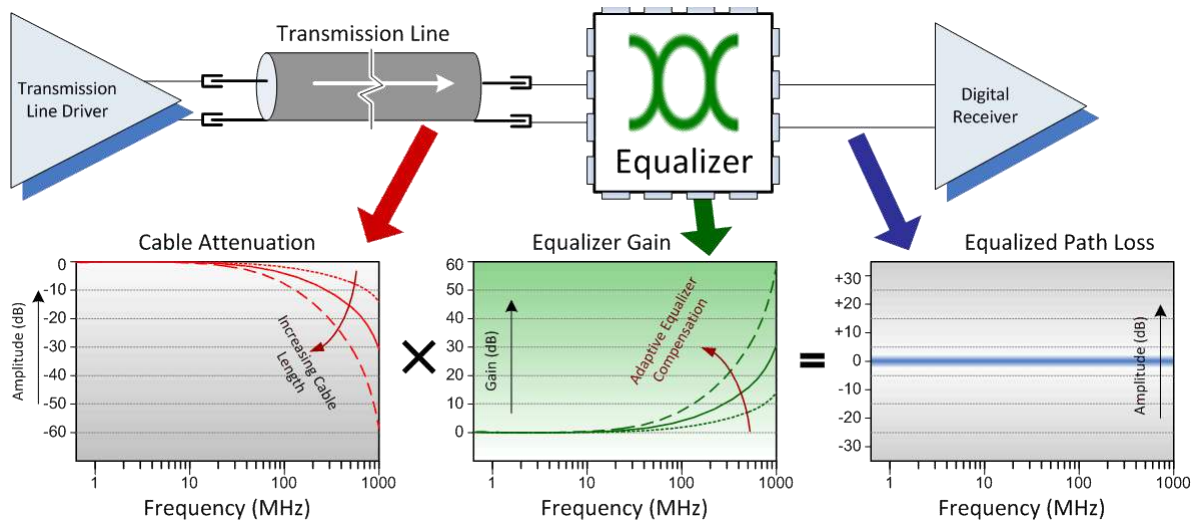 Transmission Line
Transmission
Line Driver
Equalizer
Digital
Receiver
Cable Attenuation
Amplitude (dB)
0
-10
-20
-30
-40
-50
-60
Increasing Cable
Length
1
10
100
1000
Frequency (MHz)
×
Equalizer Gain
Gain (dB)
60
50
40
30
20
10
0
Adaptive Equalizer
Compensation
1
10
100
1000
Frequency (MHz)
=
Equalized Path Loss
+30
+20
+10
0
-10
-20
-30
Amplitude (dB)
1
10
100
1000
Frequency (MHz)